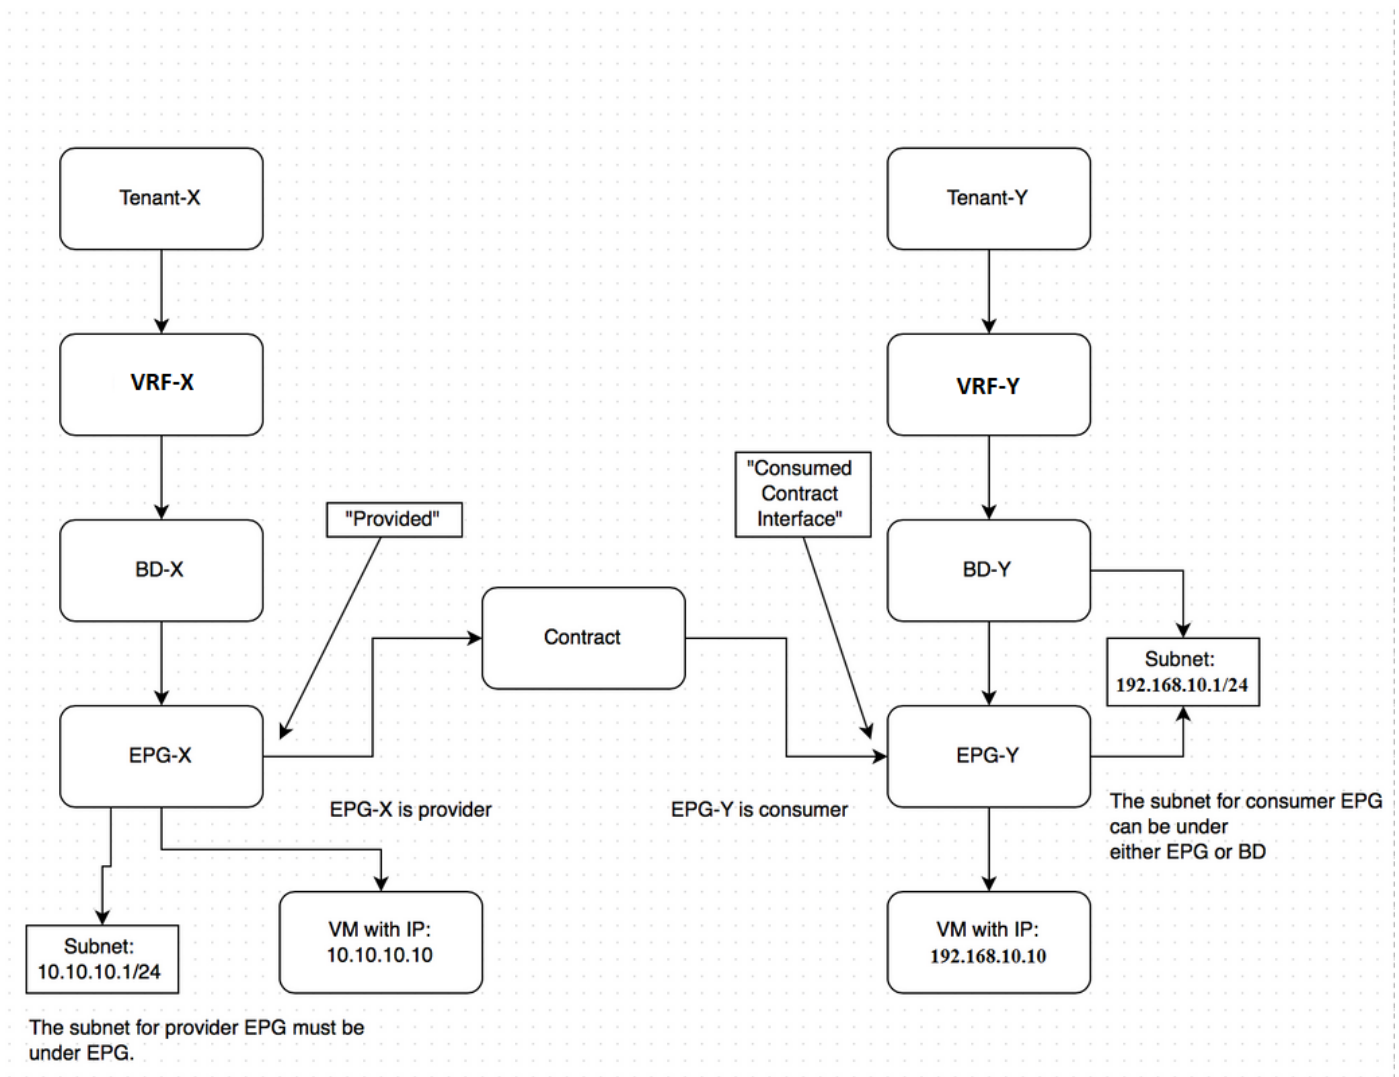 Tenant-X
Tenant-Y
VRF-X
VRF-Y
"Consumed
Contract
Interface"
"Provided"
BD-X
BD-Y
Contract
Subnet:
192.168.10.1/24
EPG-X
EPG-Y
EPG-X is provider
EPG-Y is consumer
The subnet for consumer EPG
can be under
either EPG or BD
VM with IP:
10.10.10.10
VM with IP:
192.168.10.10
Subnet:
10.10.10.1/24
The subnet for provider EPG must be
under EPG.